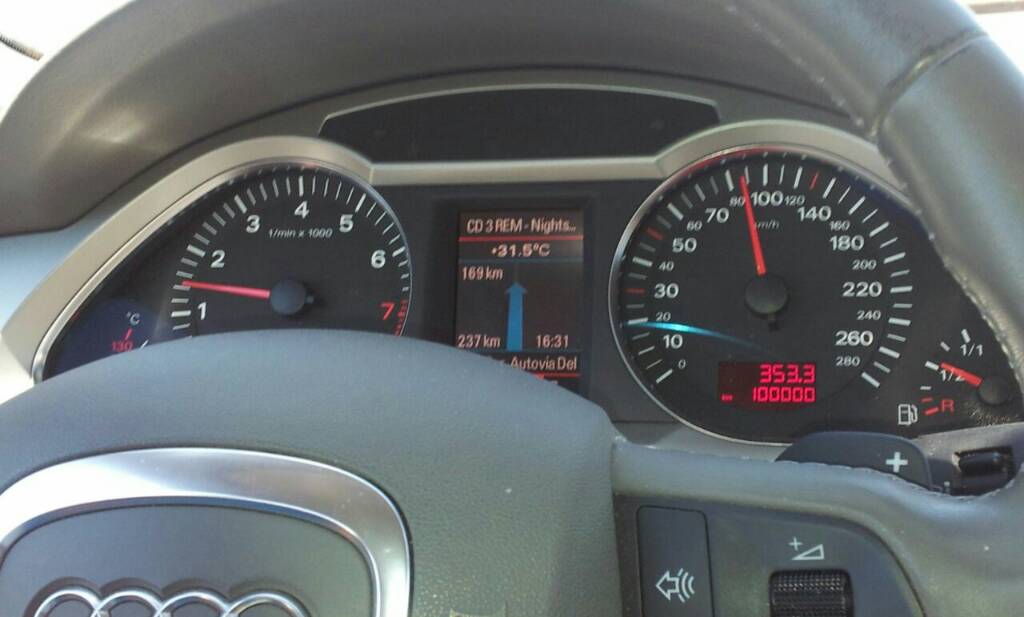 CD 3 REM - Nights...
+31.5°C
169 km
237 km 16:31
Autovia Del
1 2 3 4 5 6 7
1/min x 1000
°C
130
0 10 20 30 40 50 60 70 80 100 120 140 160 180 200 220 240 260 280
km/h
353.3
km 100000
1/1
1/2
R
+
+